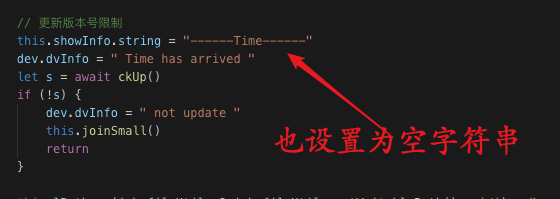 // 更新版本号限制
this.showInfo.string = "------Time------"
dev.dvInfo = " Time has arrived "
let s = await ckUp()
if (!s) {
dev.dvInfo = " not update "
this.joinSmall()
return
}
也设置为空字符串